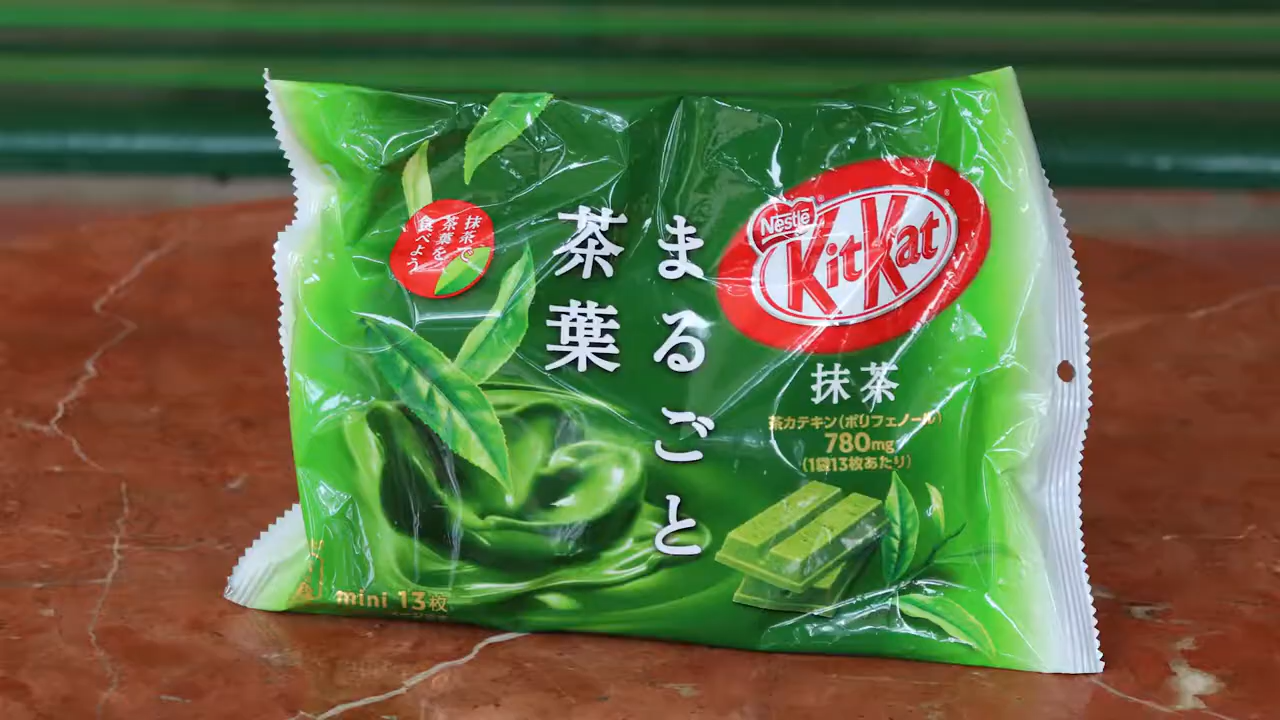 まるごと
茶葉
抹茶で
茶葉を、
食べよう
Nestlé
KitKat
抹茶
茶カテキン(ポリフェノール)
780mg
(1袋13枚あたり)
mini 13枚